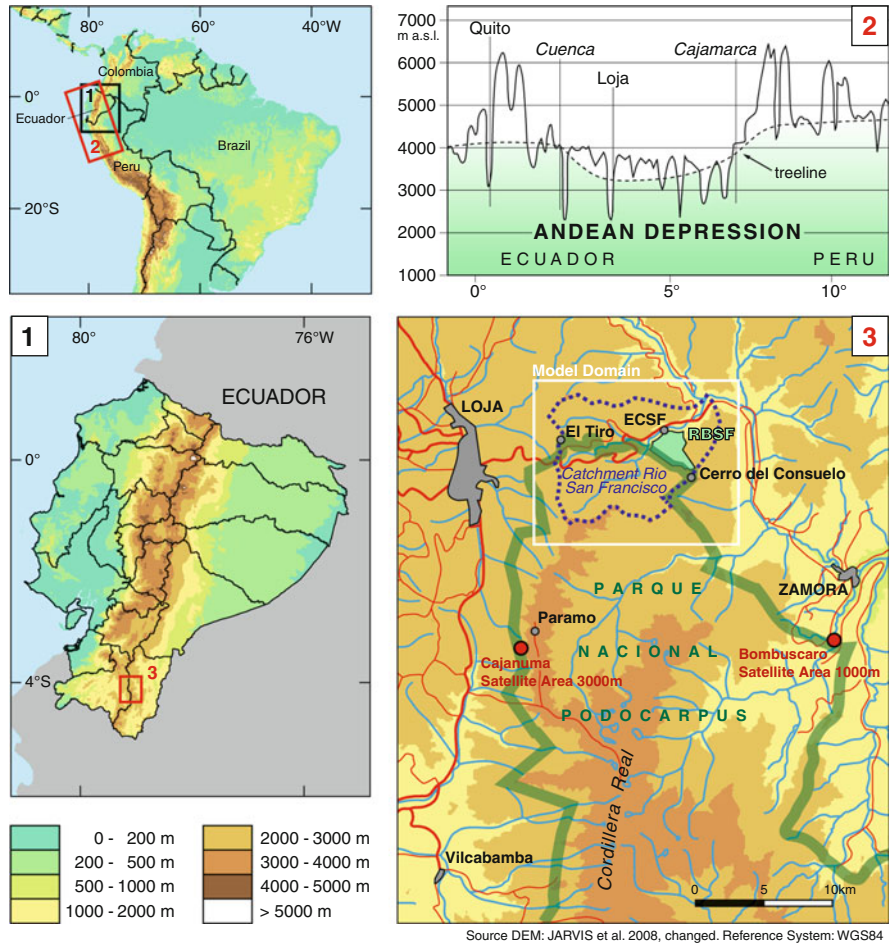 80° 60° 40°W
Colombia
0°
1
Ecuador
2
Peru
Brazil
20°S
7000
m a.s.l.
6000
5000
4000
3000
2000
1000
Quito
Cuenca
Loja
Cajamarca
2
treeline
ANDEAN DEPRESSION
ECUADOR PERU
0° 5° 10°
80° 76°W
1
ECUADOR
0°
3
4°S
0 - 200 m
200 - 500 m
500 - 1000 m
1000 - 2000 m
2000 - 3000 m
3000 - 4000 m
4000 - 5000 m
> 5000 m
3
Model Domain
LOJA
ECSF
El Tiro
RBSF
Catchment Rio
San Francisco
Cerro del Consuelo
PARQUE
ZAMORA
Paramo
NACIONAL
Cajanuma
Satellite Area 3000m
Bombuscaro
Satellite Area 1000m
PODOCARPUS
Cordillera Real
Vilcabamba
0 5 10km
Source DEM: JARVIS et al. 2008, changed. Reference System: WGS84